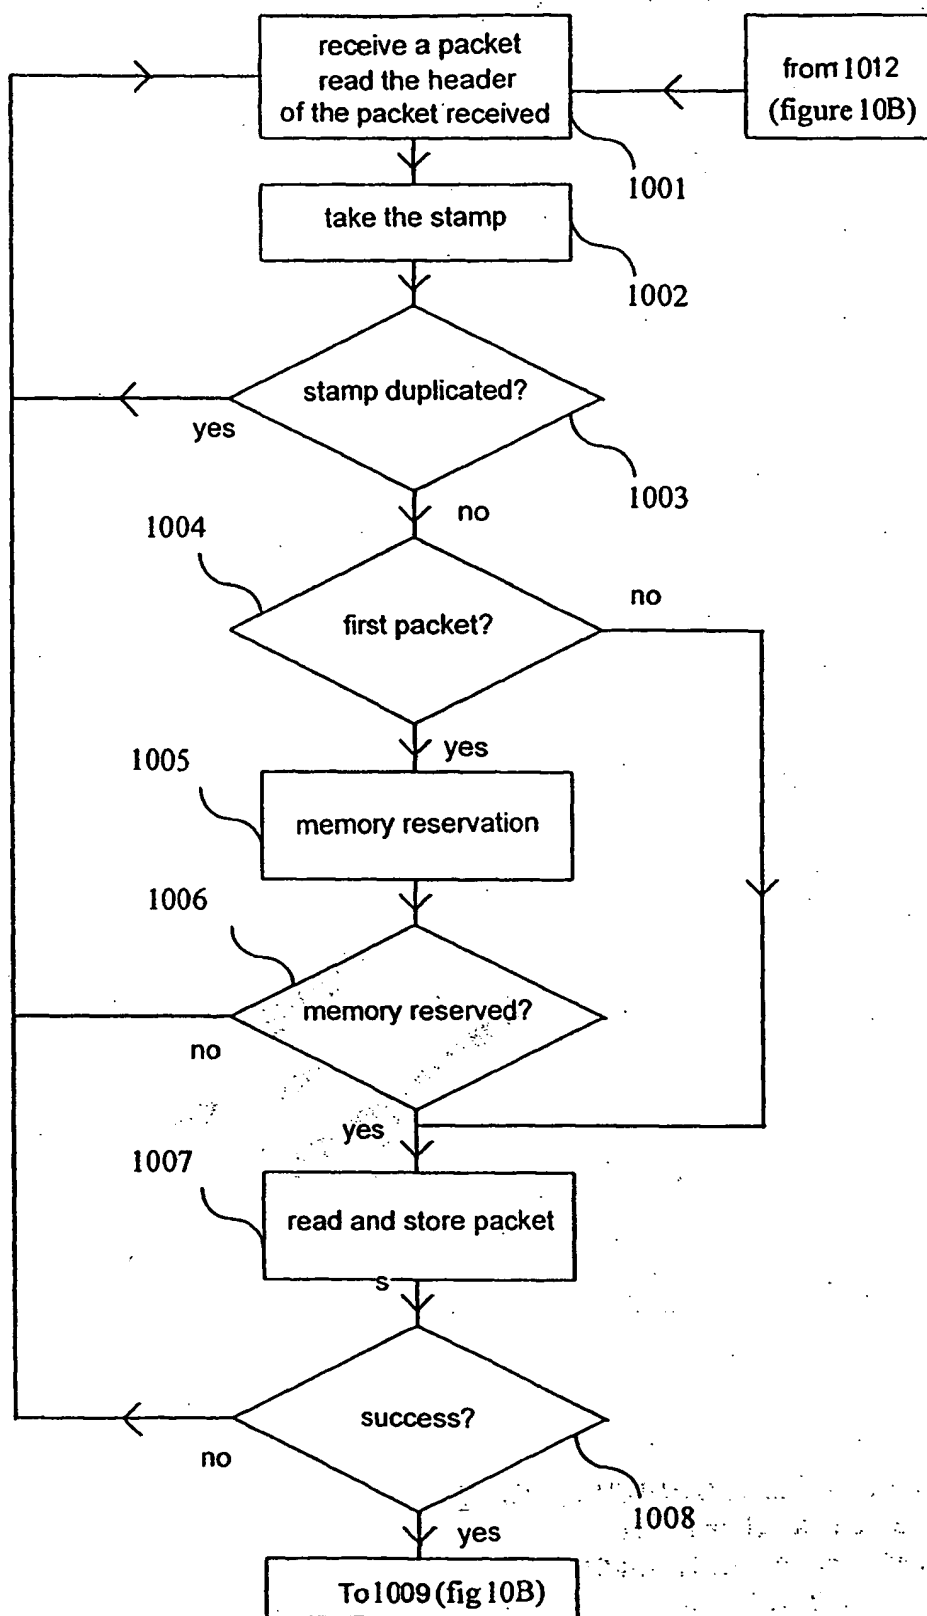 receive a packet
read the header
of the packet received
from 1012
(figure 10B)
1001
take the stamp
1002
stamp duplicated?
yes
1003
no
1004
first packet?
no
yes
1005
memory reservation
1006
memory reserved?
no
yes
1007
read and store packet
s
success?
no
1008
yes
To 1009 (fig 10B)